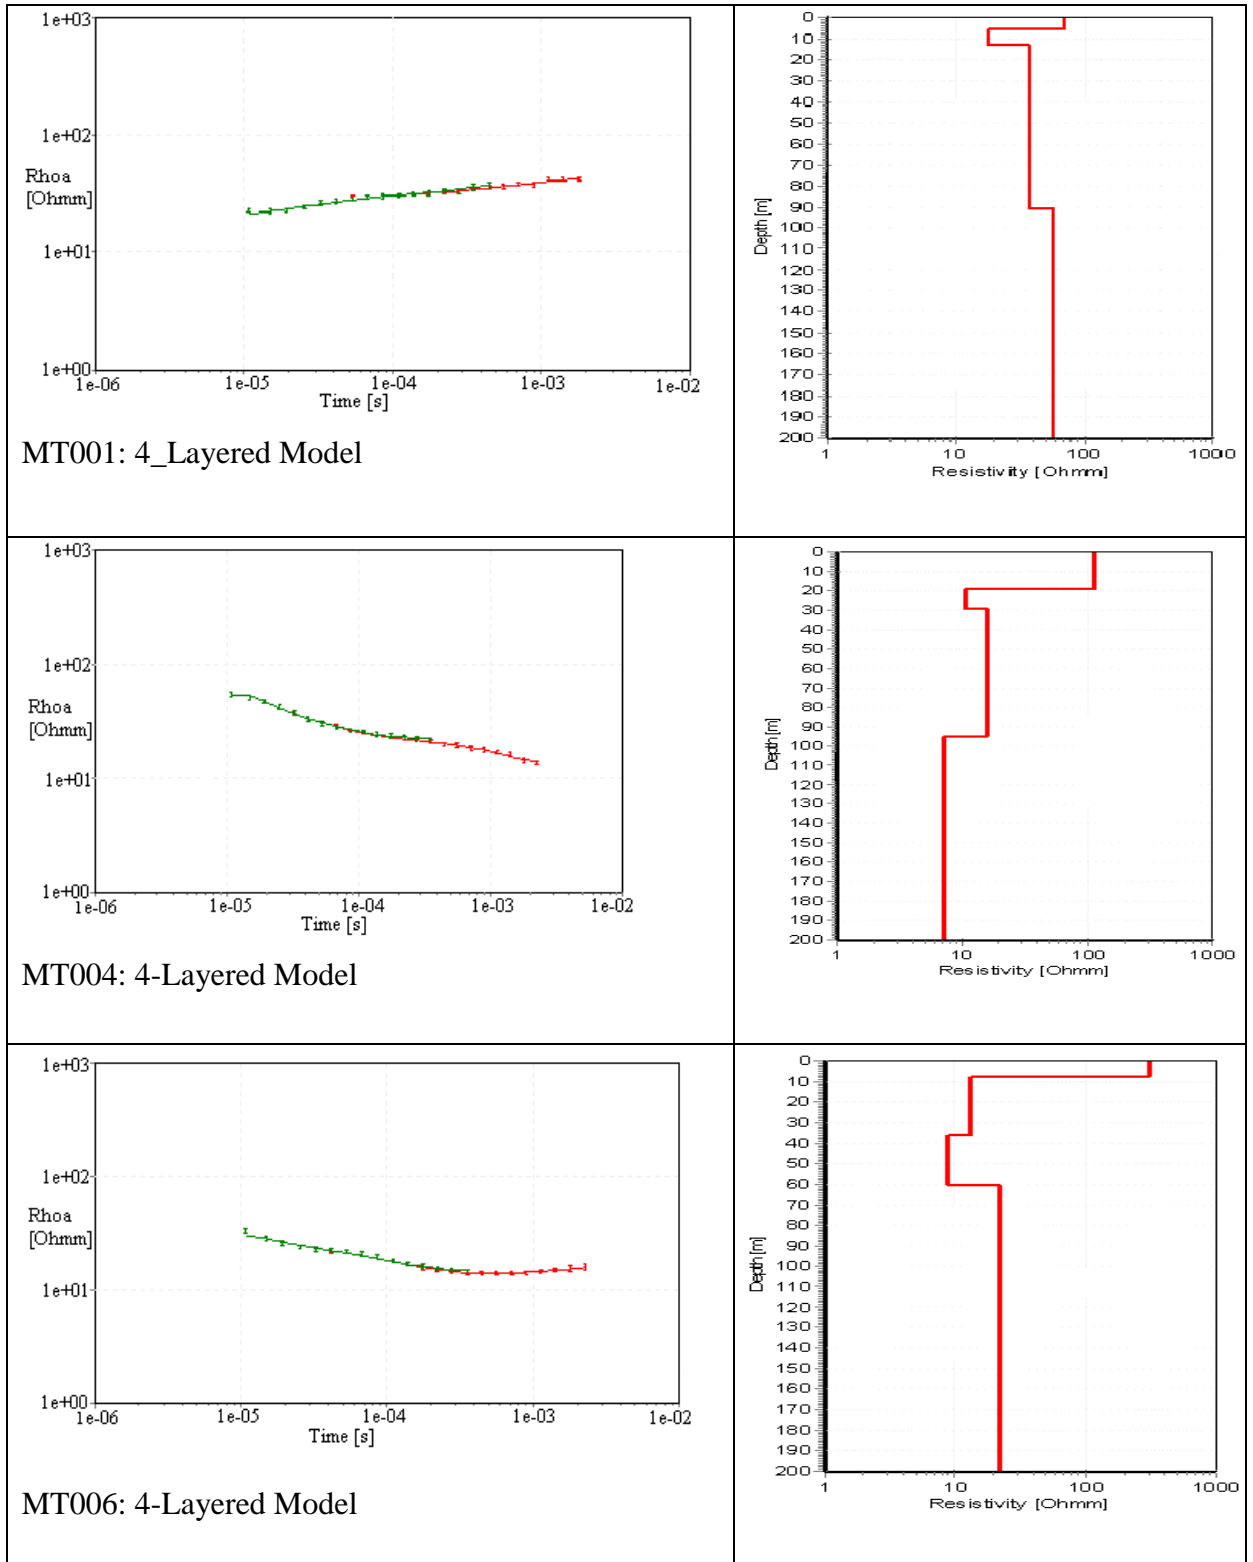 1e+03
1e+02
Rhoa
[Ohmm]
1e+01
1e+00
1e-06 1e-05 1e-04 1e-03 1e-02
Time [s]
MT001: 4_Layered Model
0
10
20
30
40
50
60
70
80
90
100
110
120
130
140
150
160
170
180
190
200
Depth [m]
1 10 100 1000
Resistivity [Ohmm]
1e+03
1e+02
Rhoa
[Ohmm]
1e+01
1e+00
1e-06 1e-05 1e-04 1e-03 1e-02
Time [s]
MT004: 4-Layered Model
0
10
20
30
40
50
60
70
80
90
100
110
120
130
140
150
160
170
180
190
200
Depth [m]
1 10 100 1000
Resistivity [Ohmm]
1e+03
1e+02
Rhoa
[Ohmm]
1e+01
1e+00
1e-06 1e-05 1e-04 1e-03 1e-02
Time [s]
MT006: 4-Layered Model
0
10
20
30
40
50
60
70
80
90
100
110
120
130
140
150
160
170
180
190
200
Depth [m]
1 10 100 1000
Resistivity [Ohmm]